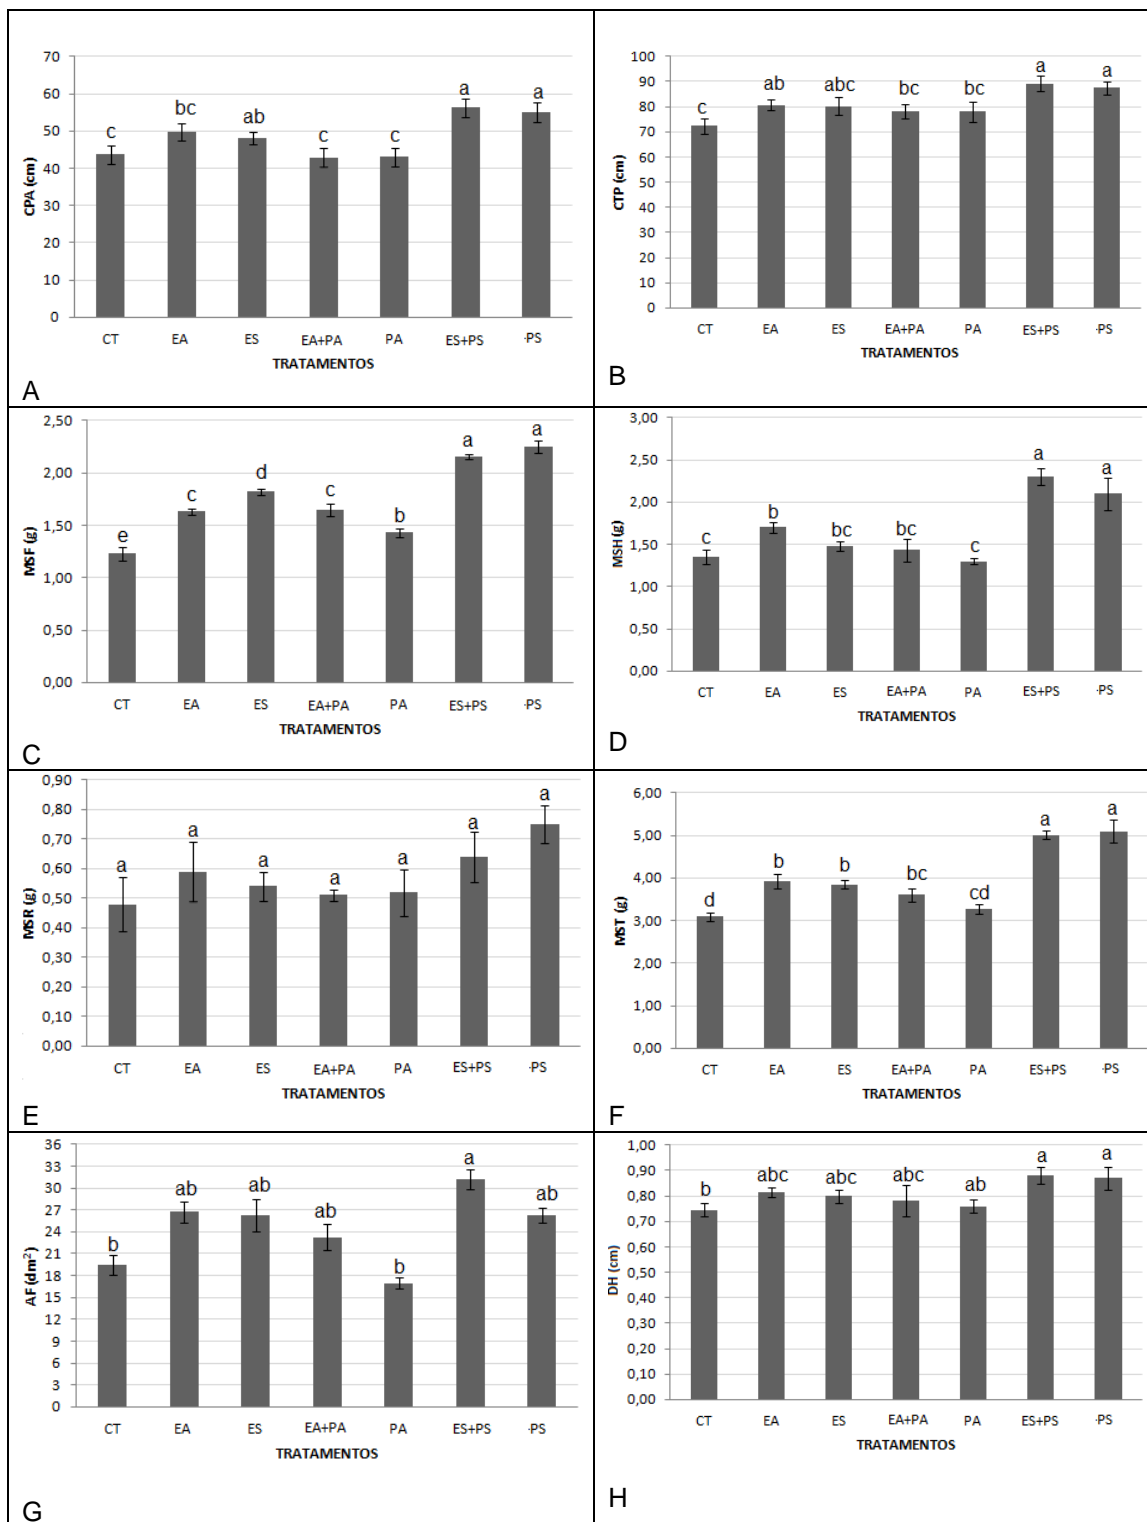 70
60
50
40
30
20
10
0
CPA (cm)
c bc ab c c a a
CT EA ES EA+PA PA ES+PS ·PS
TRATAMENTOS
A
100
90
80
70
60
50
40
30
20
10
0
CTP (cm)
c ab abc bc bc a a
CT EA ES EA+PA PA ES+PS ·PS
TRATAMENTOS
B
2,50
2,00
1,50
1,00
0,50
0,00
MSF (g)
e c d c b a a
CT EA ES EA+PA PA ES+PS ·PS
TRATAMENTOS
C
3,00
2,50
2,00
1,50
1,00
0,50
0,00
MSH (g)
c b bc bc c a a
CT EA ES EA+PA PA ES+PS ·PS
TRATAMENTOS
D
0,90
0,80
0,70
0,60
0,50
0,40
0,30
0,20
0,10
0,00
MSR (g)
a a a a a a a
CT EA ES EA+PA PA ES+PS ·PS
TRATAMENTOS
E
6,00
5,00
4,00
3,00
2,00
1,00
0,00
MST (g)
d b b bc cd a a
CT EA ES EA+PA PA ES+PS ·PS
TRATAMENTOS
F
36
33
30
27
24
21
18
15
12
9
6
3
0
AF (dm²)
b ab ab ab b a ab
CT EA ES EA+PA PA ES+PS ·PS
TRATAMENTOS
G
1,00
0,90
0,80
0,70
0,60
0,50
0,40
0,30
0,20
0,10
0,00
DH (cm)
b abc abc abc ab a a
CT EA ES EA+PA PA ES+PS ·PS
TRATAMENTOS
H